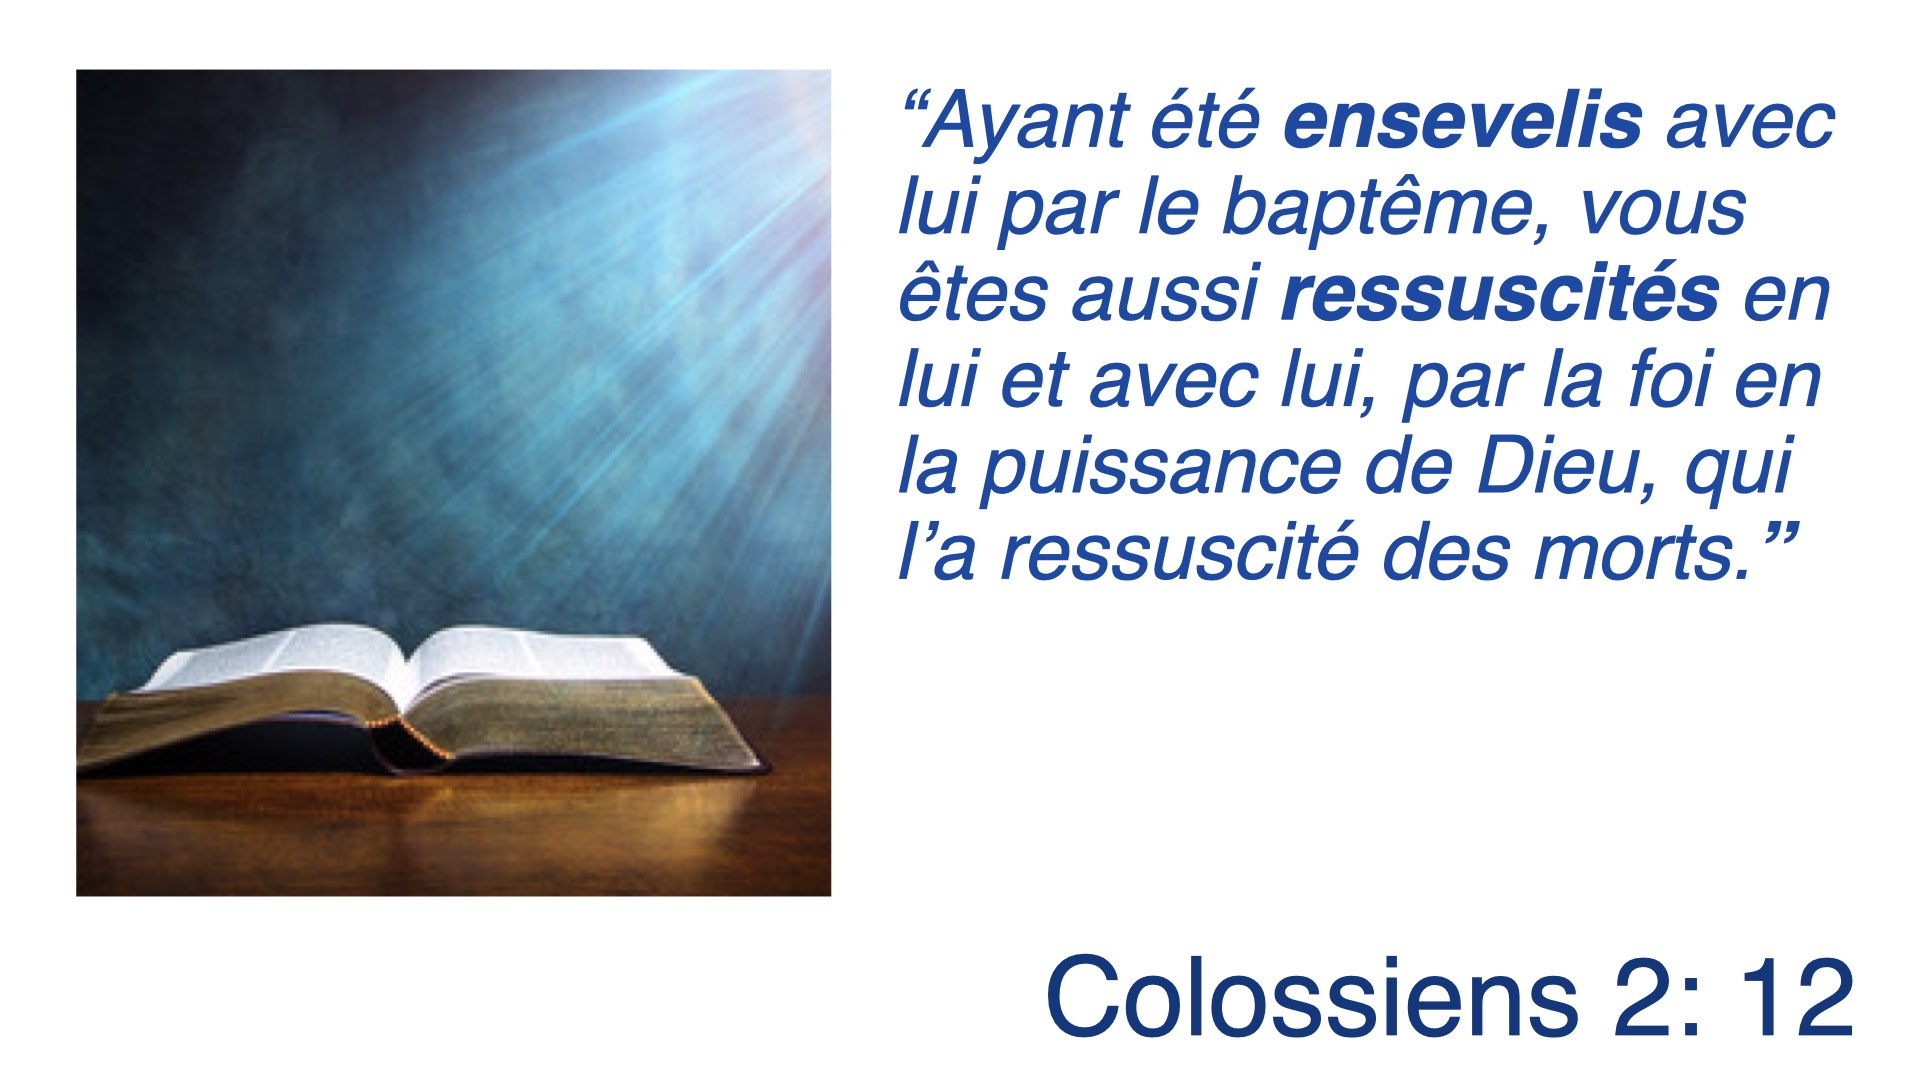 “Ayant été ensevelis avec
lui par le baptême, vous
êtes aussi ressuscités en
lui et avec lui, par la foi en
la puissance de Dieu, qui
l’a ressuscité des morts.”
Colossiens 2: 12